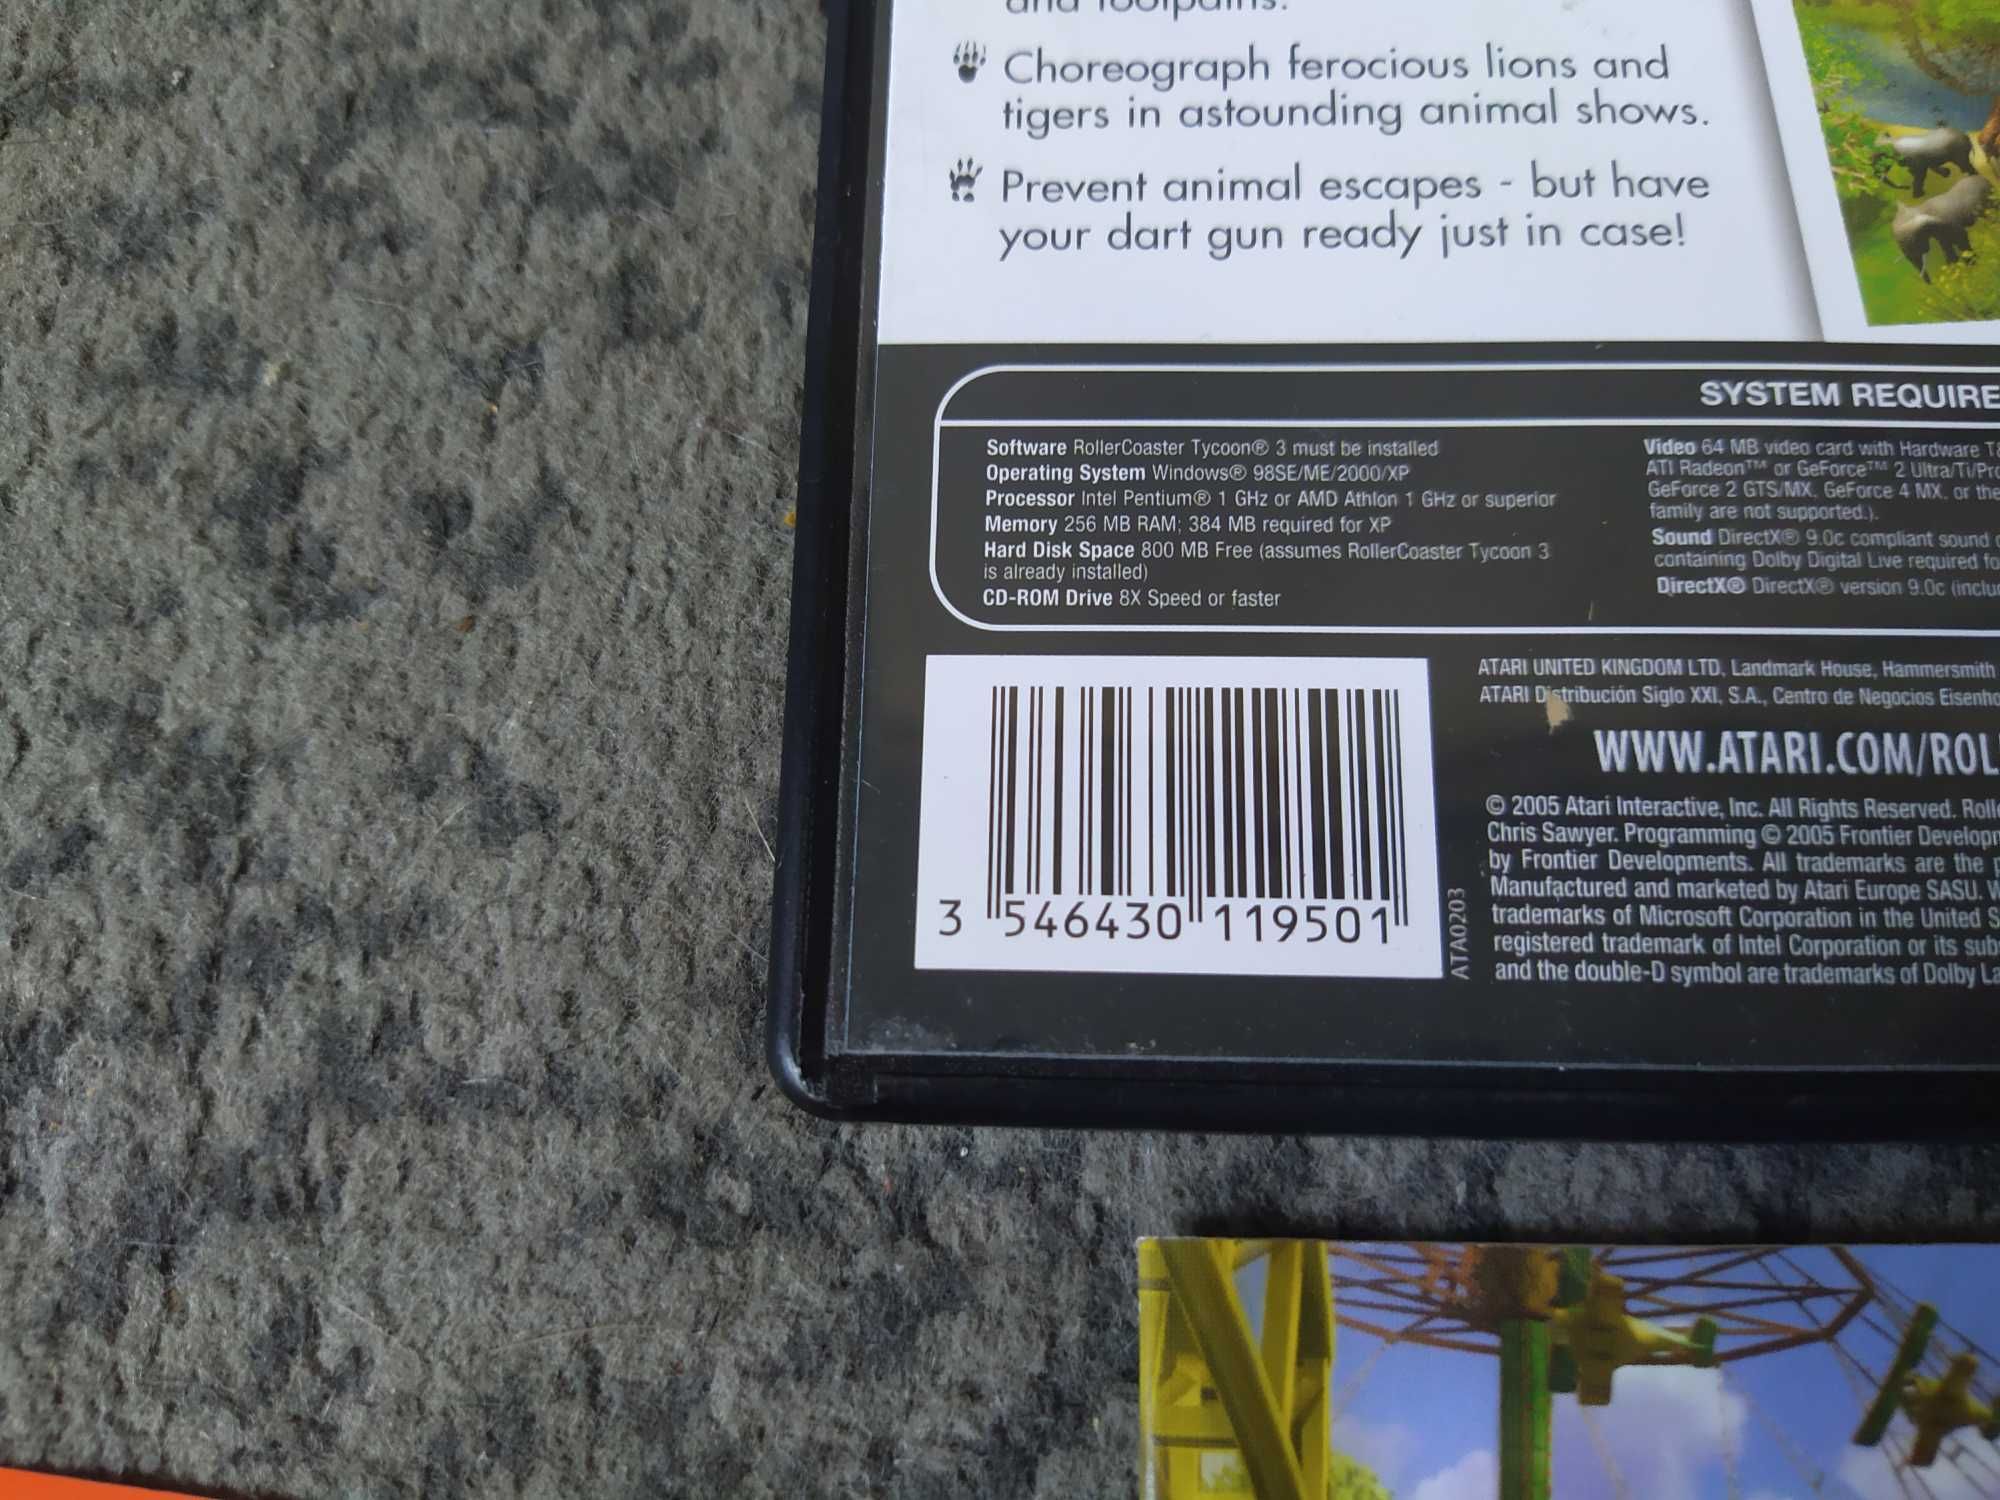 and footpaths.
Choreograph ferocious lions and
tigers in astounding animal shows.
Prevent animal escapes - but have
your dart gun ready just in case!
SYSTEM REQUIRE
Software RollerCoaster Tycoon® 3 must be installed
Operating System Windows® 98SE/ME/2000/XP
Processor Intel Pentium® 1 GHz or AMD Athlon 1 GHz or superior
Memory 256 MB RAM; 384 MB required for XP
Hard Disk Space 800 MB Free (assumes RollerCoaster Tycoon 3
is already installed)
CD-ROM Drive 8X Speed or faster
Video 64 MB video card with Hardware T&
ATI Radeon™ or GeForce™ 2 Ultra/Ti/Pro
GeForce 2 GTS/MX, GeForce 4 MX, or the
family are not supported.).
Sound DirectX® 9.0c compliant sound
containing Dolby Digital Live required fo
DirectX® DirectX® version 9.0c (inclu
3 546430 119501
ATA0203
ATARI UNITED KINGDOM LTD, Landmark House, Hammersmith
ATARI Distribución Siglo XXI, S.A., Centro de Negocios Eisenho
WWW.ATARI.COM/ROL
© 2005 Atari Interactive, Inc. All Rights Reserved. Rolle
Chris Sawyer. Programming © 2005 Frontier Developm
by Frontier Developments. All trademarks are the p
Manufactured and marketed by Atari Europe SASU. W
trademarks of Microsoft Corporation in the United S
registered trademark of Intel Corporation or its subs
and the double-D symbol are trademarks of Dolby La